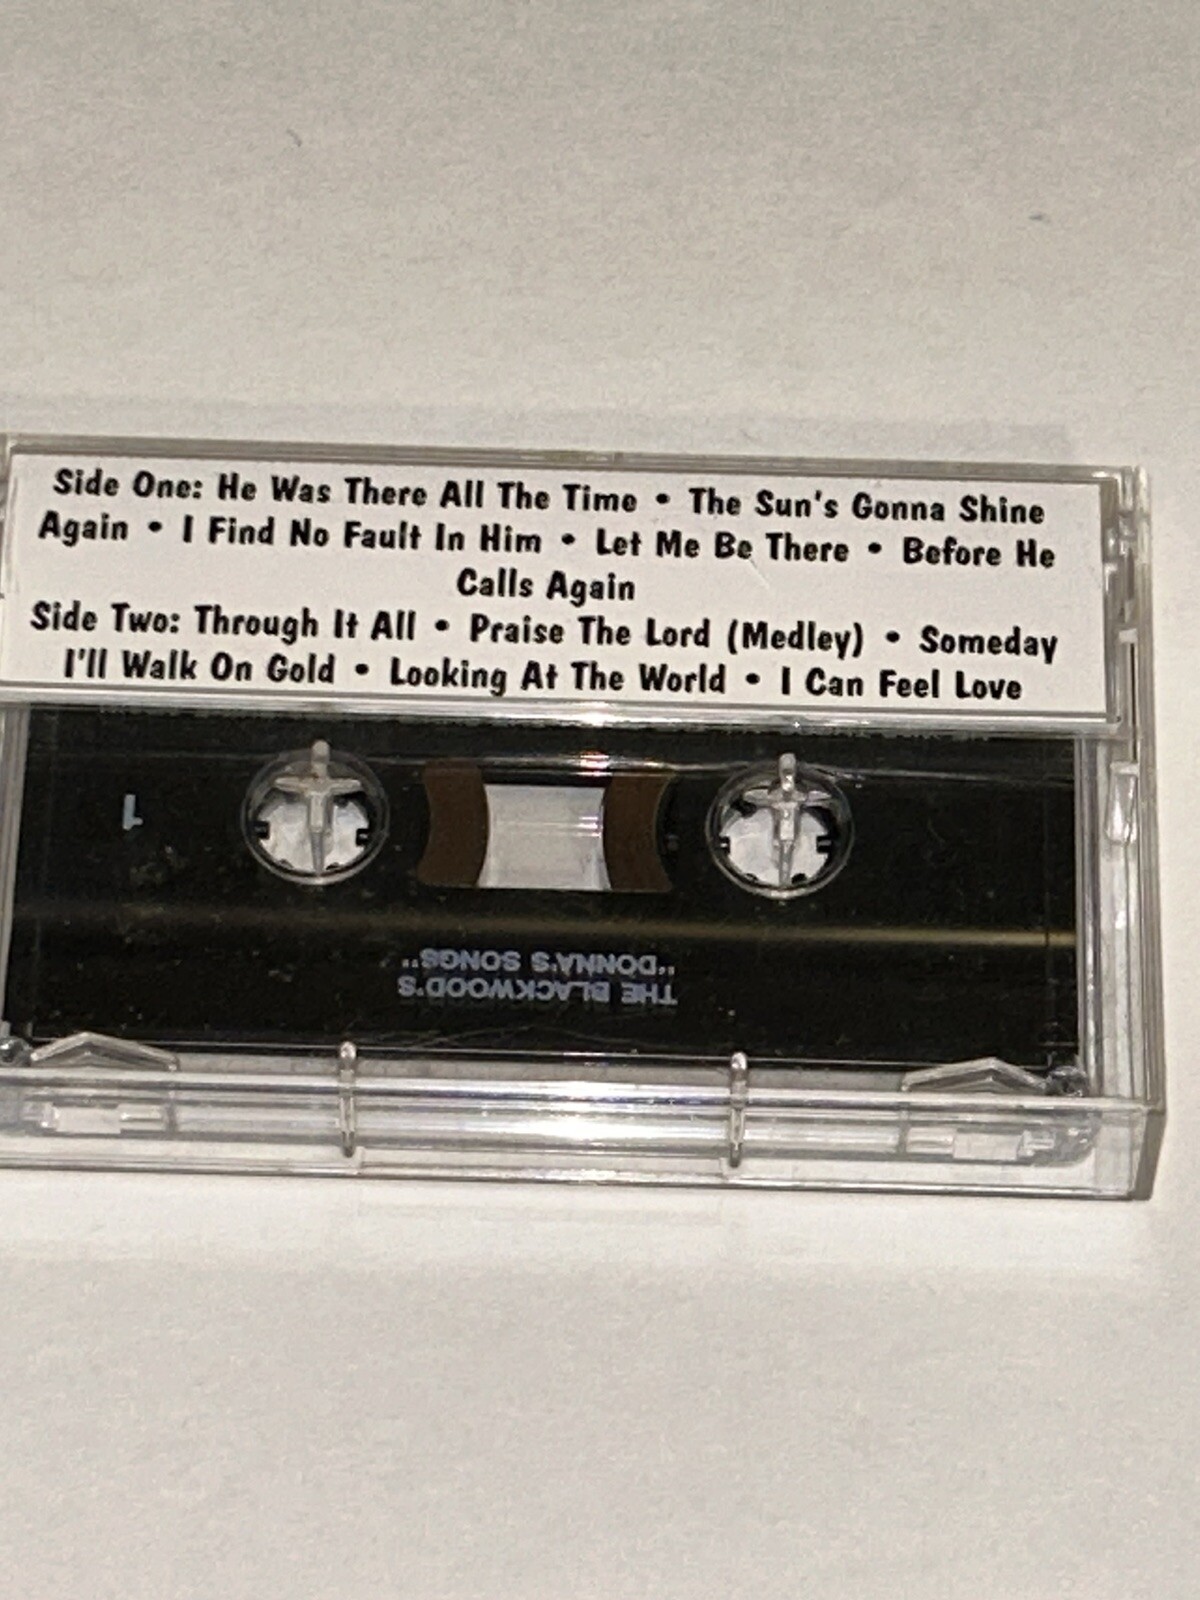 Side One: He Was There All The Time • The Sun's Gonna Shine
Again • I Find No Fault In Him • Let Me Be There • Before He
Calls Again
Side Two: Through It All • Praise The Lord (Medley) • Someday
I'll Walk On Gold • Looking At The World • I Can Feel Love
1
THE BLACKWOOD'S
"DONNA'S SONGS"